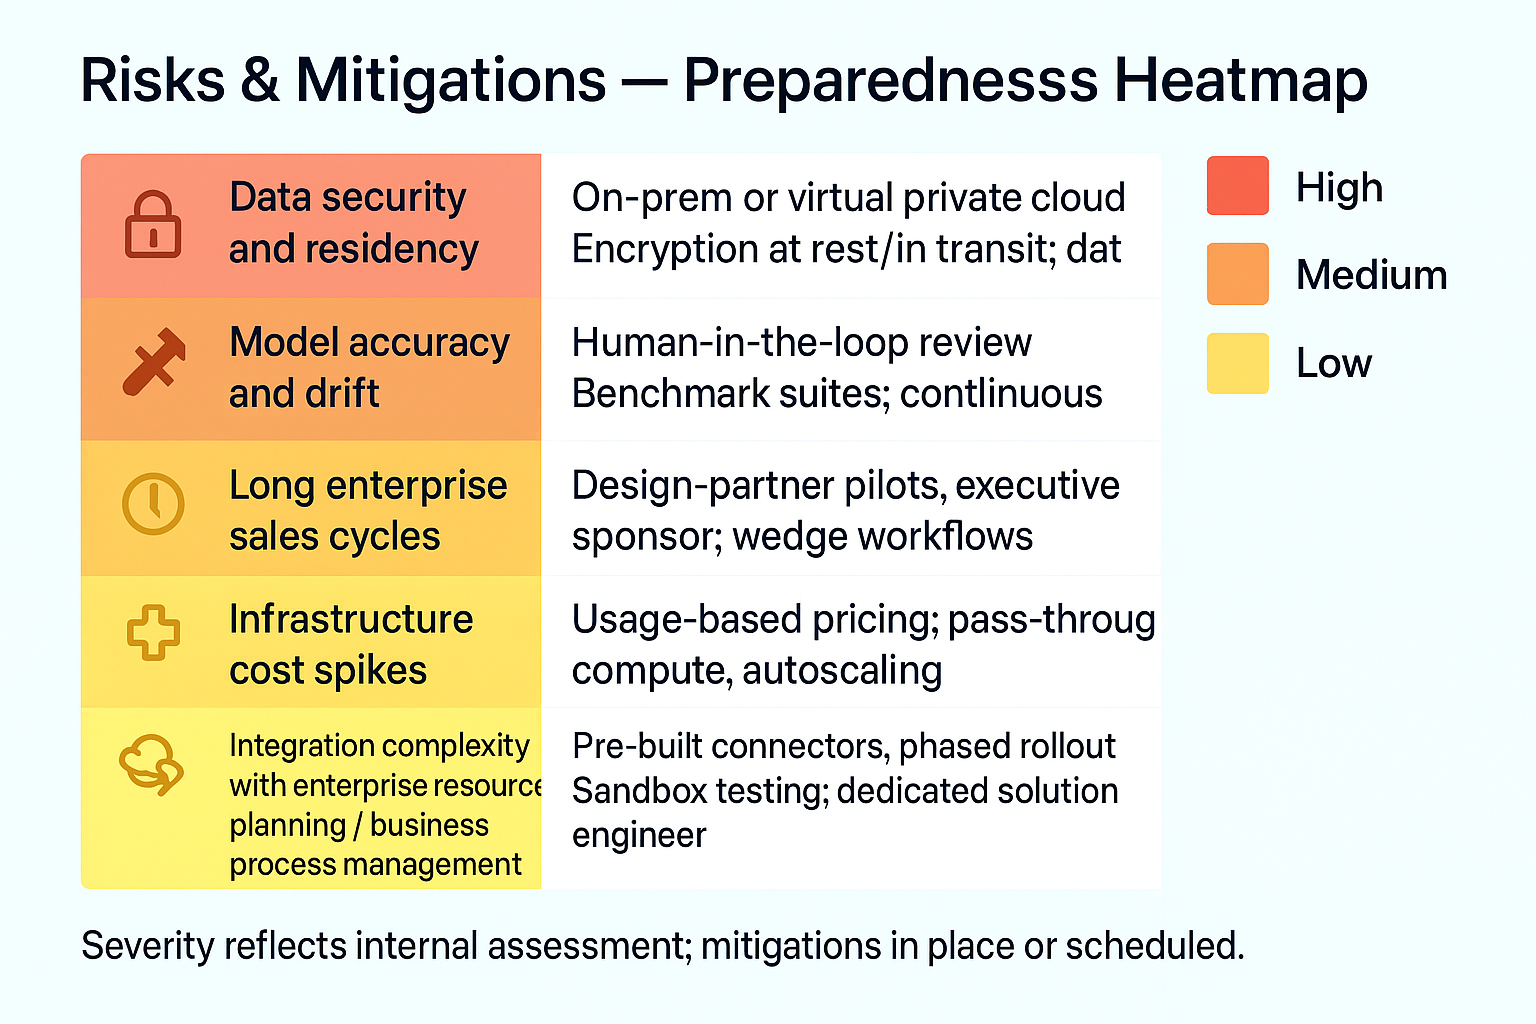 Risks & Mitigations — Preparednesss Heatmap
Data security
and residency
On-prem or virtual private cloud
Encryption at rest/in transit; dat
Model accuracy
and drift
Human-in-the-loop review
Benchmark suites; contlinuous
Long enterprise
sales cycles
Design-partner pilots, executive
sponsor; wedge workflows
Infrastructure
cost spikes
Usage-based pricing; pass-throug
compute, autoscaling
Integration complexity
with enterprise resource
planning / business
process management
Pre-built connectors, phased rollout
Sandbox testing; dedicated solution
engineer
High
Medium
Low
Severity reflects internal assessment; mitigations in place or scheduled.